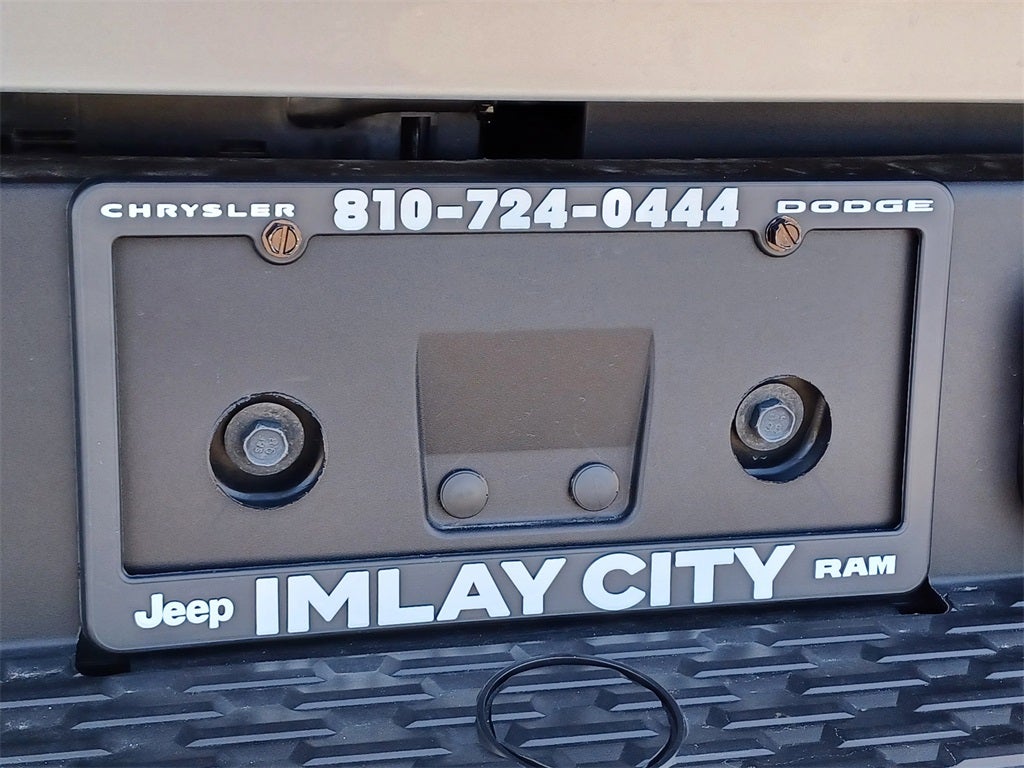 CHRYSLER 810-724-0444 DODGE
Jeep IMLAY CITY RAM